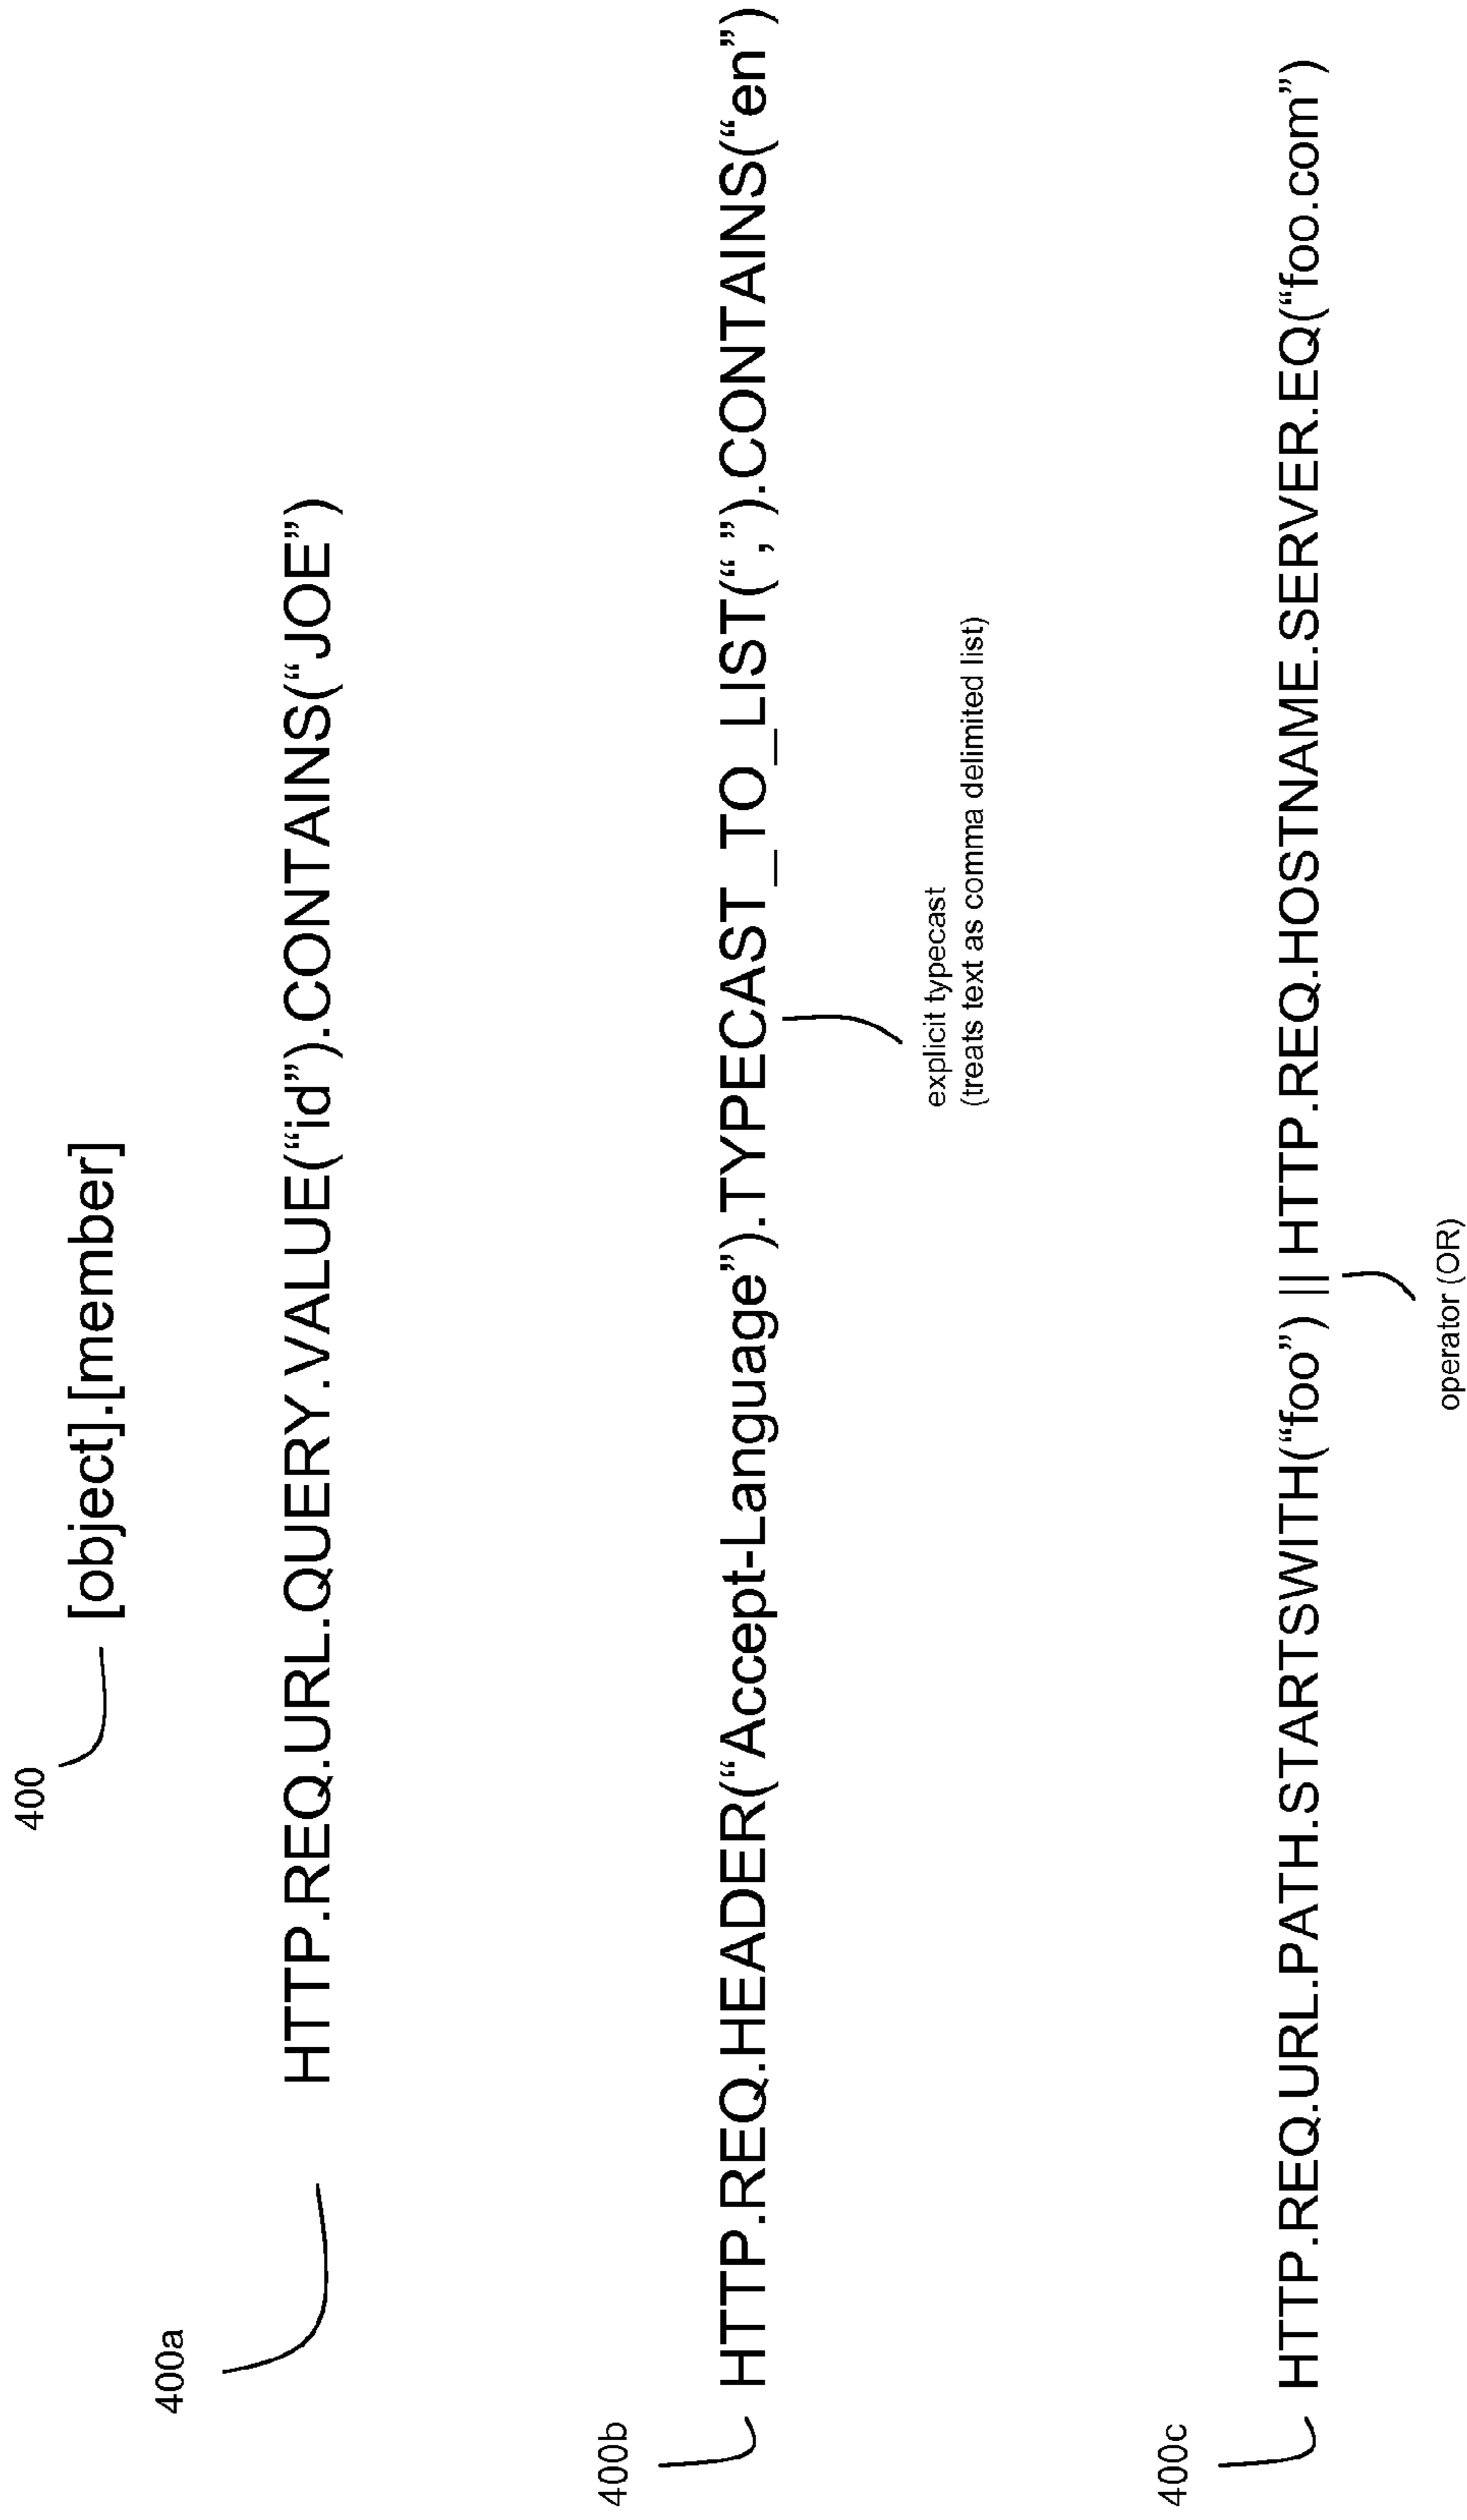 400
[object].[member]
400a
HTTP.REQ.URL.QUERY.VALUE(“id”).CONTAINS(“JOE”)
400b
HTTP.REQ.HEADER(“Accept-Language”).TYPECAST_TO_LIST(“,”).CONTAINS(“en”)
explicit typecast
(treats text as comma delimited list)
400c
HTTP.REQ.URL.PATH.STARTSWITH(“foo”) || HTTP.REQ.HOSTNAME.SERVER.EQ(“foo.com”)
operator (OR)